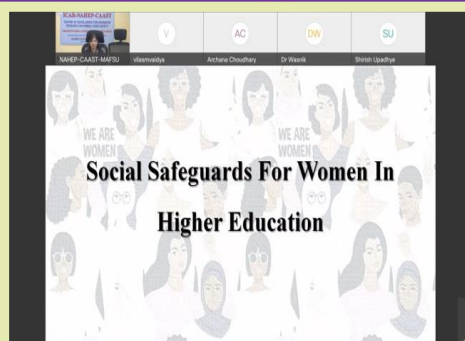 ICAR-NAHEP-CAAST
V
AC
DW
SU
NAHEP-CAAST-MAFSU
vilasmvaidya
Archana Choudhary
Dr Wasnik
Shirish Upadhye
WE ARE
WOMEN
WE ARE
WOMEN
Social Safeguards For Women In
Higher Education